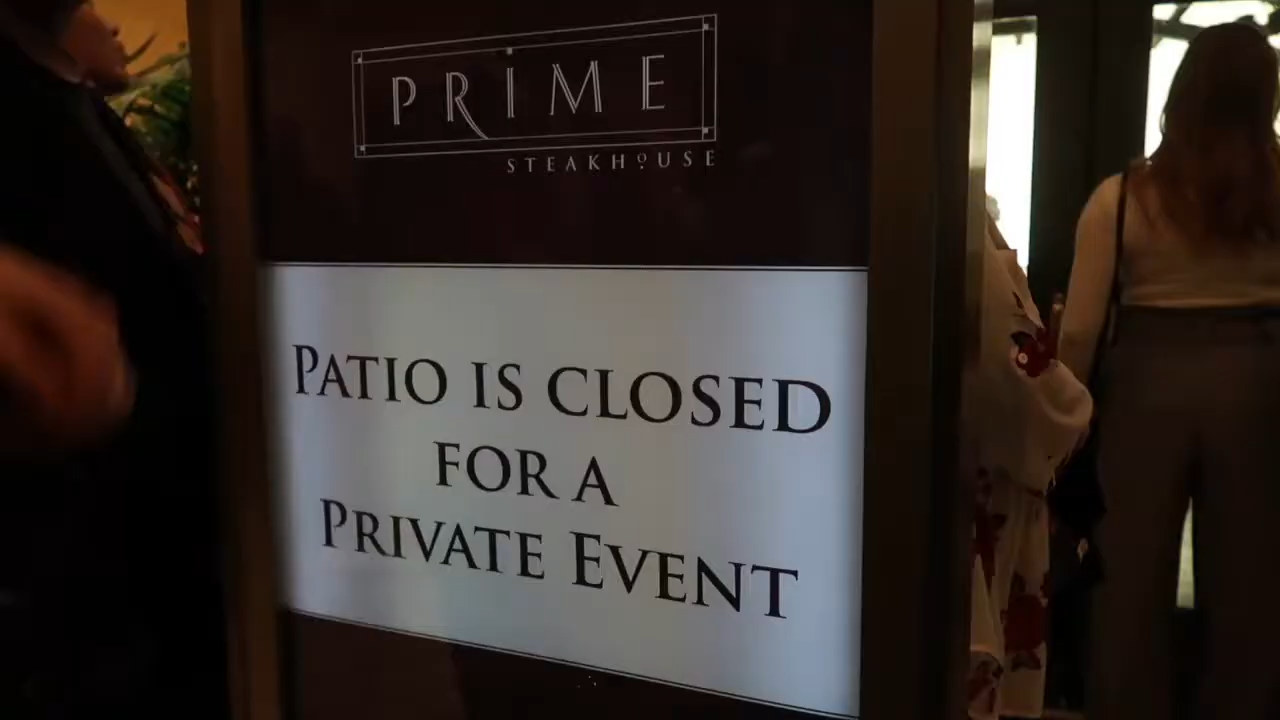 PRIME
STEAKHOUSE
PATIO IS CLOSED
FOR A
PRIVATE EVENT